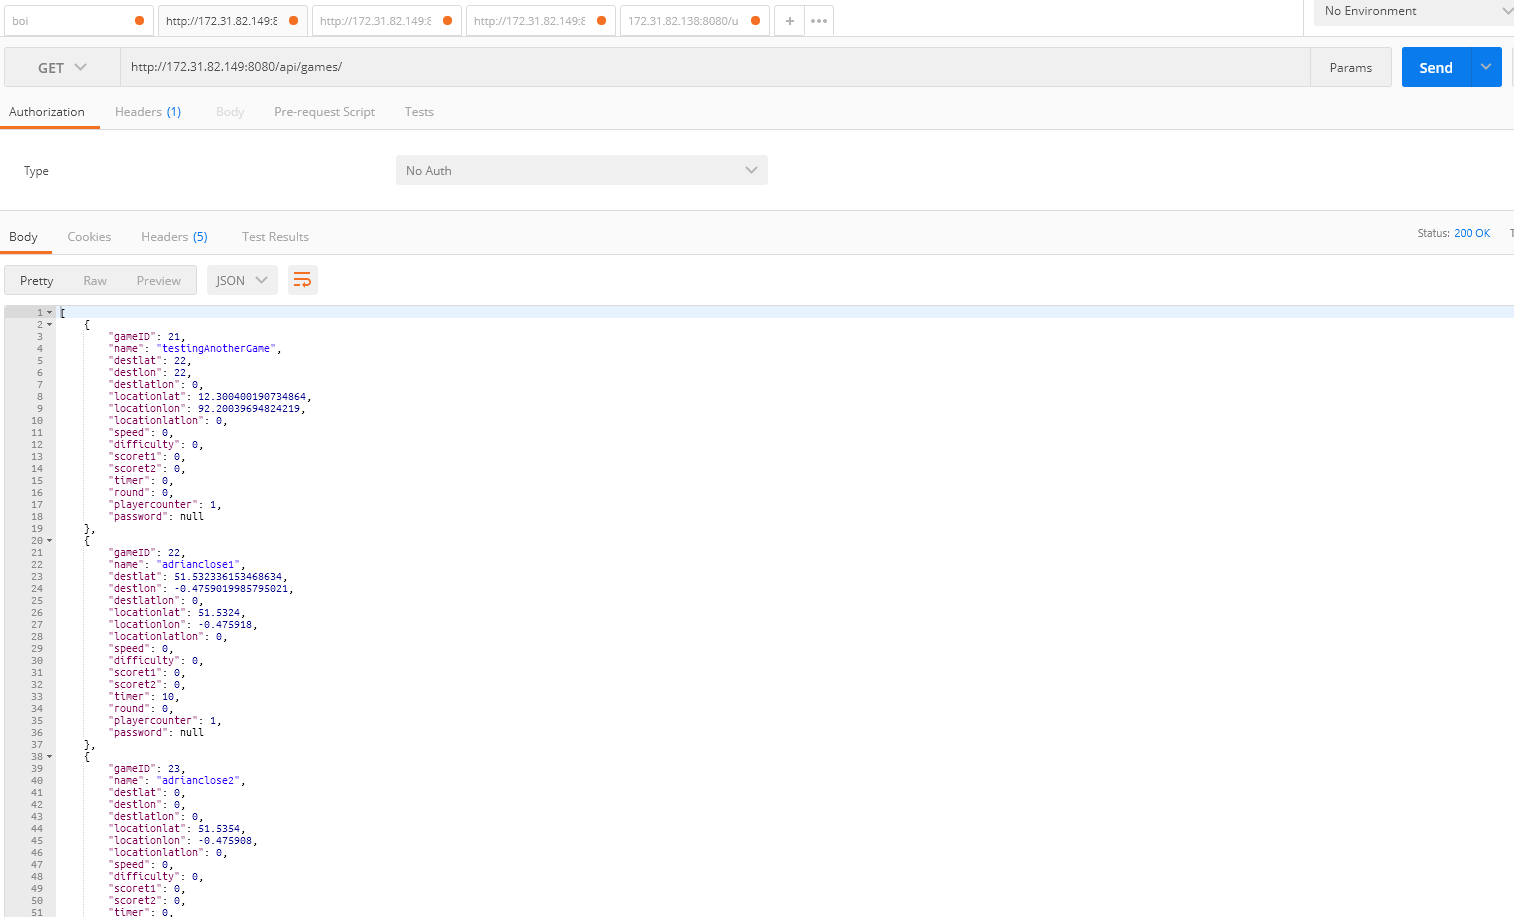 boi
http://172.31.82.149:8
http://172.31.82.149:8
http://172.31.82.149:8
172.31.82.138:8080/u
+
•••
No Environment
GET
http://172.31.82.149:8080/api/games/
Params
Send
Authorization
Headers (1)
Body
Pre-request Script
Tests
Type
No Auth
Body
Cookies
Headers (5)
Test Results
Status: 200 OK
Pretty
Raw
Preview
JSON
1 [
2 {
3 "gameID": 21,
4 "name": "testingAnotherGame",
5 "destlat": 22,
6 "destlon": 22,
7 "destlatlon": 0,
8 "locationlat": 12.300400190734864,
9 "locationlon": 92.20039694824219,
10 "locationlatlon": 0,
11 "speed": 0,
12 "difficulty": 0,
13 "scoret1": 0,
14 "scoret2": 0,
15 "timer": 0,
16 "round": 0,
17 "playercounter": 1,
18 "password": null
19 },
20 {
21 "gameID": 22,
22 "name": "adrianclose1",
23 "destlat": 51.532336153468634,
24 "destlon": -0.4759019985795021,
25 "destlatlon": 0,
26 "locationlat": 51.5324,
27 "locationlon": -0.475918,
28 "locationlatlon": 0,
29 "speed": 0,
30 "difficulty": 0,
31 "scoret1": 0,
32 "scoret2": 0,
33 "timer": 10,
34 "round": 0,
35 "playercounter": 1,
36 "password": null
37 },
38 {
39 "gameID": 23,
40 "name": "adrianclose2",
41 "destlat": 0,
42 "destlon": 0,
43 "destlatlon": 0,
44 "locationlat": 51.5354,
45 "locationlon": -0.475908,
46 "locationlatlon": 0,
47 "speed": 0,
48 "difficulty": 0,
49 "scoret1": 0,
50 "scoret2": 0,
51 "timer": 0,